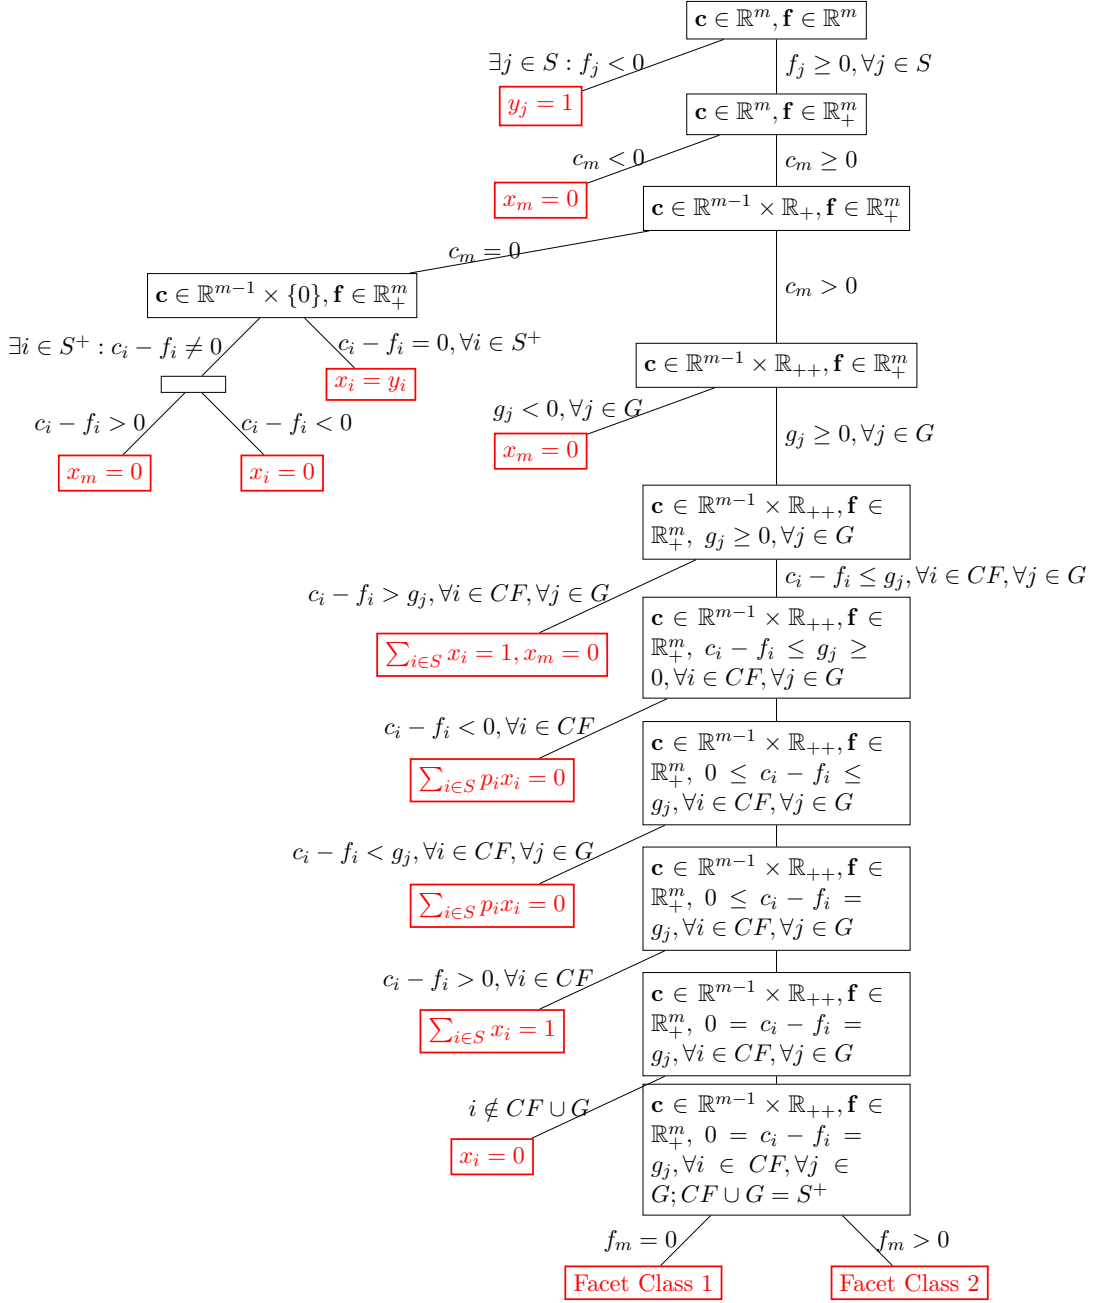 c ∈ ℝ^m, f ∈ ℝ^m
∃j ∈ S : f_j < 0
f_j ≥ 0, ∀j ∈ S
y_j = 1
c ∈ ℝ^m, f ∈ ℝ^m_+
c_m < 0
c_m ≥ 0
x_m = 0
c ∈ ℝ^{m−1} × ℝ_+, f ∈ ℝ^m_+
c_m = 0
c_m > 0
c ∈ ℝ^{m−1} × {0}, f ∈ ℝ^m_+
∃i ∈ S^+ : c_i − f_i ≠ 0
c_i − f_i = 0, ∀i ∈ S^+
c ∈ ℝ^{m−1} × ℝ_{++}, f ∈ ℝ^m_+
x_i = y_i
c_i − f_i > 0
c_i − f_i < 0
g_j < 0, ∀j ∈ G
g_j ≥ 0, ∀j ∈ G
x_m = 0
x_i = 0
x_m = 0
c ∈ ℝ^{m−1} × ℝ_{++}, f ∈
ℝ^m_+, g_j ≥ 0, ∀j ∈ G
c_i − f_i > g_j, ∀i ∈ CF, ∀j ∈ G
c_i − f_i ≤ g_j, ∀i ∈ CF, ∀j ∈ G
∑_{i∈S} x_i = 1, x_m = 0
c ∈ ℝ^{m−1} × ℝ_{++}, f ∈
ℝ^m_+, c_i − f_i ≤ g_j ≥
0, ∀i ∈ CF, ∀j ∈ G
c_i − f_i < 0, ∀i ∈ CF
∑_{i∈S} p_i x_i = 0
c ∈ ℝ^{m−1} × ℝ_{++}, f ∈
ℝ^m_+, 0 ≤ c_i − f_i ≤
g_j, ∀i ∈ CF, ∀j ∈ G
c_i − f_i < g_j, ∀i ∈ CF, ∀j ∈ G
∑_{i∈S} p_i x_i = 0
c ∈ ℝ^{m−1} × ℝ_{++}, f ∈
ℝ^m_+, 0 ≤ c_i − f_i =
g_j, ∀i ∈ CF, ∀j ∈ G
c_i − f_i > 0, ∀i ∈ CF
∑_{i∈S} x_i = 1
c ∈ ℝ^{m−1} × ℝ_{++}, f ∈
ℝ^m_+, 0 = c_i − f_i =
g_j, ∀i ∈ CF, ∀j ∈ G
i ∉ CF ∪ G
x_i = 0
c ∈ ℝ^{m−1} × ℝ_{++}, f ∈
ℝ^m_+, 0 = c_i − f_i =
g_j, ∀i ∈ CF, ∀j ∈
G; CF ∪ G = S^+
f_m = 0
f_m > 0
Facet Class 1
Facet Class 2